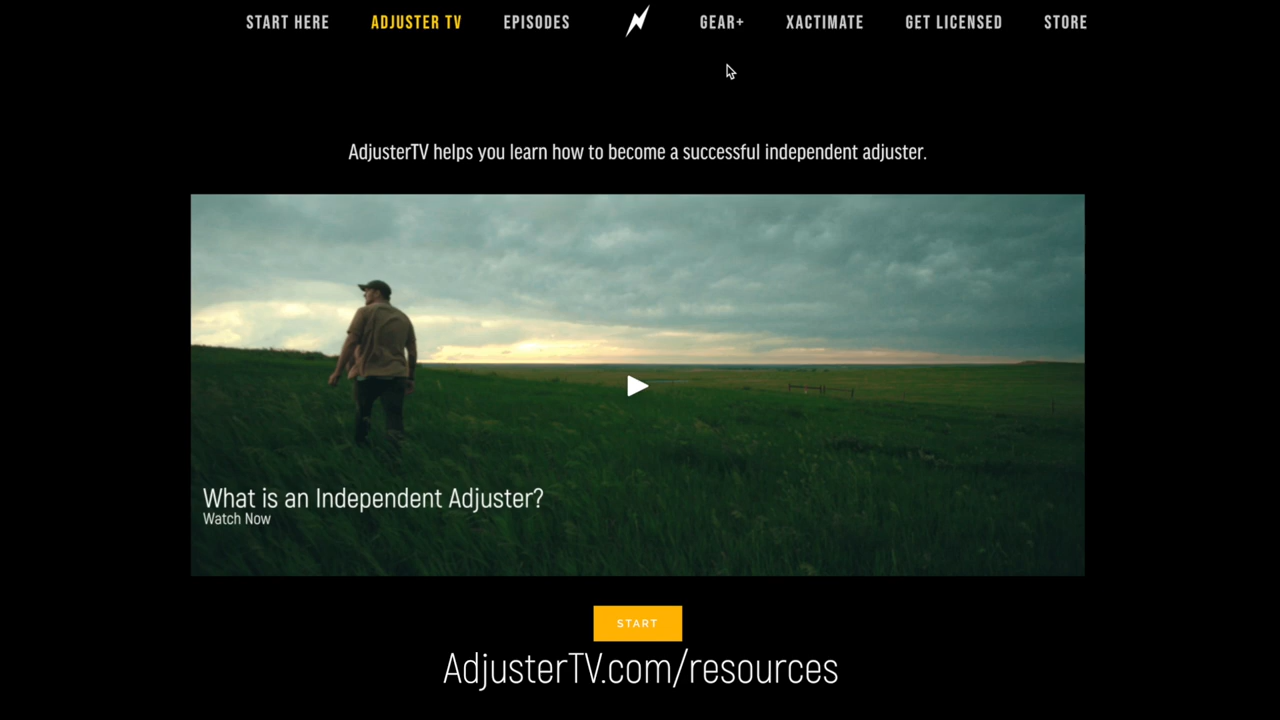 START HERE
ADJUSTER TV
EPISODES
GEAR+
XACTIMATE
GET LICENSED
STORE
AdjusterTV helps you learn how to become a successful independent adjuster.
What is an Independent Adjuster?
Watch Now
START
AdjusterTV.com/resources